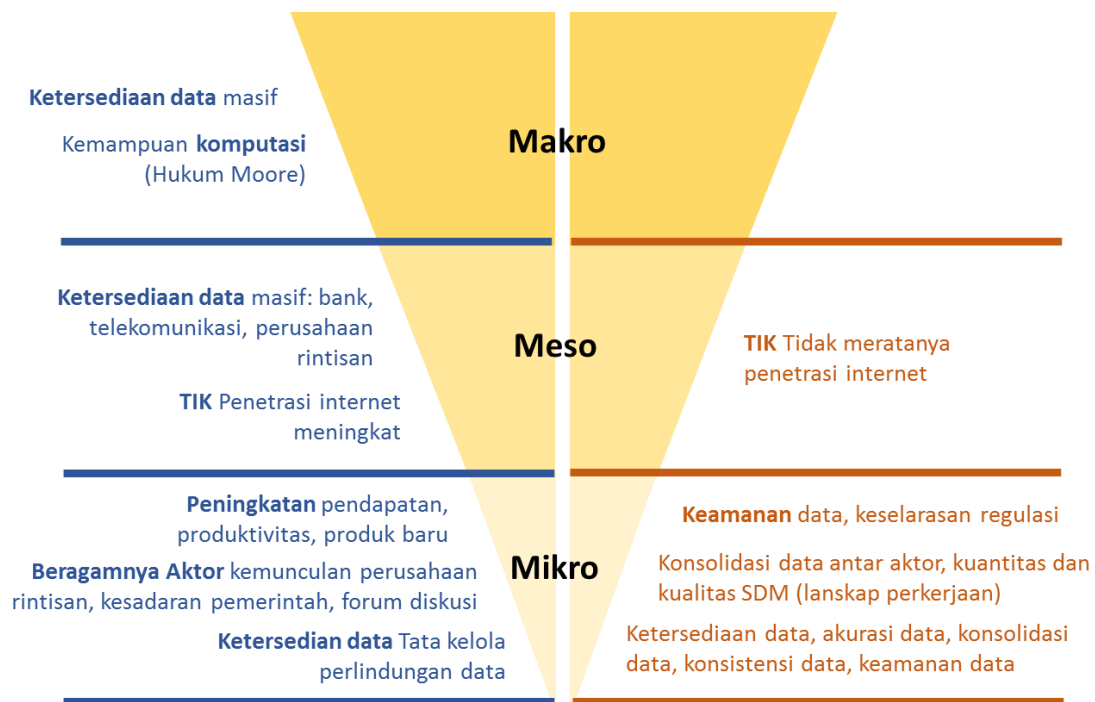 Ketersediaan data masif
Kemampuan komputasi
(Hukum Moore)
Makro
Ketersediaan data masif: bank,
telekomunikasi, perusahaan
rintisan
TIK Penetrasi internet
meningkat
Meso
TIK Tidak meratanya
penetrasi internet
Peningkatan pendapatan,
produktivitas, produk baru
Beragamnya Aktor kemunculan perusahaan
rintisan, kesadaran pemerintah, forum diskusi
Ketersedian data Tata kelola
perlindungan data
Mikro
Keamanan data, keselarasan regulasi
Konsolidasi data antar aktor, kuantitas dan
kualitas SDM (lanskap perkerjaan)
Ketersediaan data, akurasi data, konsolidasi
data, konsistensi data, keamanan data